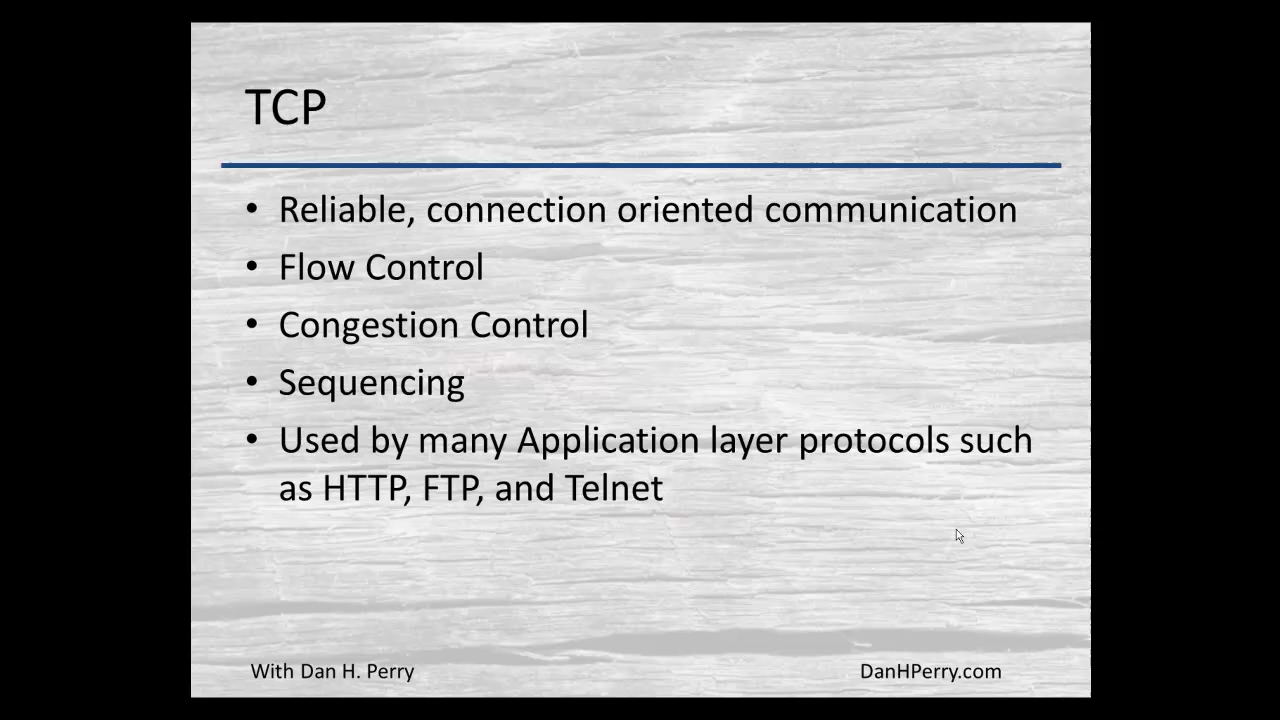 TCP
• Reliable, connection oriented communication
• Flow Control
• Congestion Control
• Sequencing
• Used by many Application layer protocols such
as HTTP, FTP, and Telnet
With Dan H. Perry
DanHPerry.com